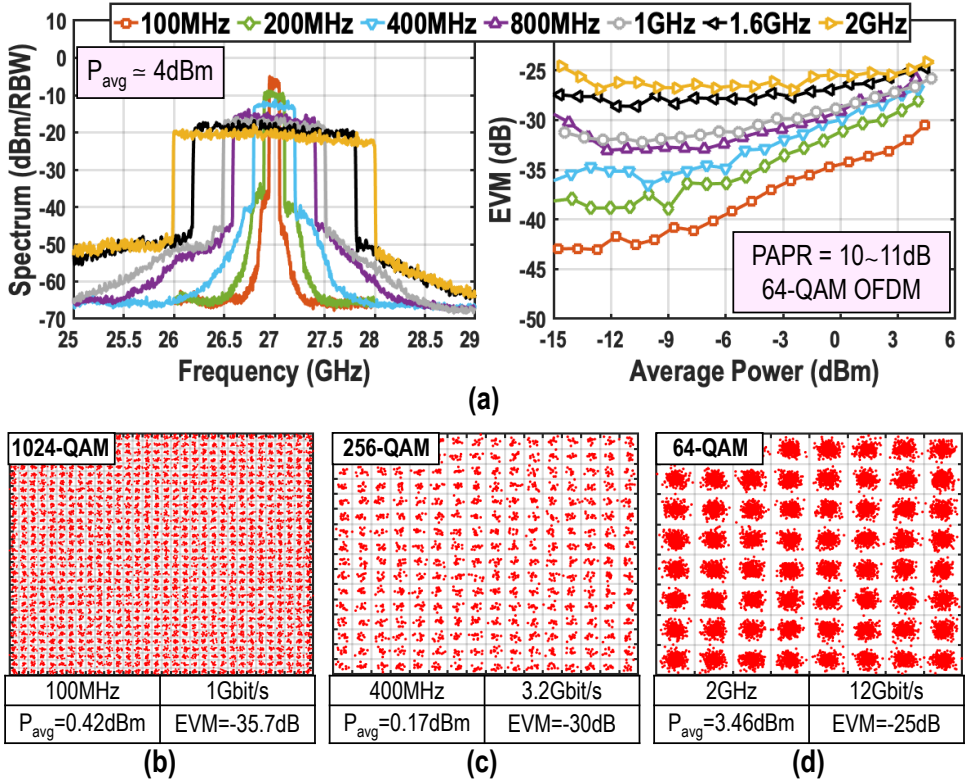 100MHz 200MHz 400MHz 800MHz 1GHz 1.6GHz 2GHz
10
0
-10
-20
-30
-40
-50
-60
-70
Spectrum (dBm/RBW)
P_avg ≃ 4dBm
25 25.5 26 26.5 27 27.5 28 28.5 29
Frequency (GHz)
-25
-30
-35
-40
-45
-50
EVM (dB)
PAPR = 10~11dB
64-QAM OFDM
-15 -12 -9 -6 -3 0 3 6
Average Power (dBm)
(a)
1024-QAM
100MHz 1Gbit/s
P_avg=0.42dBm EVM=-35.7dB
(b)
256-QAM
400MHz 3.2Gbit/s
P_avg=0.17dBm EVM=-30dB
(c)
64-QAM
2GHz 12Gbit/s
P_avg=3.46dBm EVM=-25dB
(d)